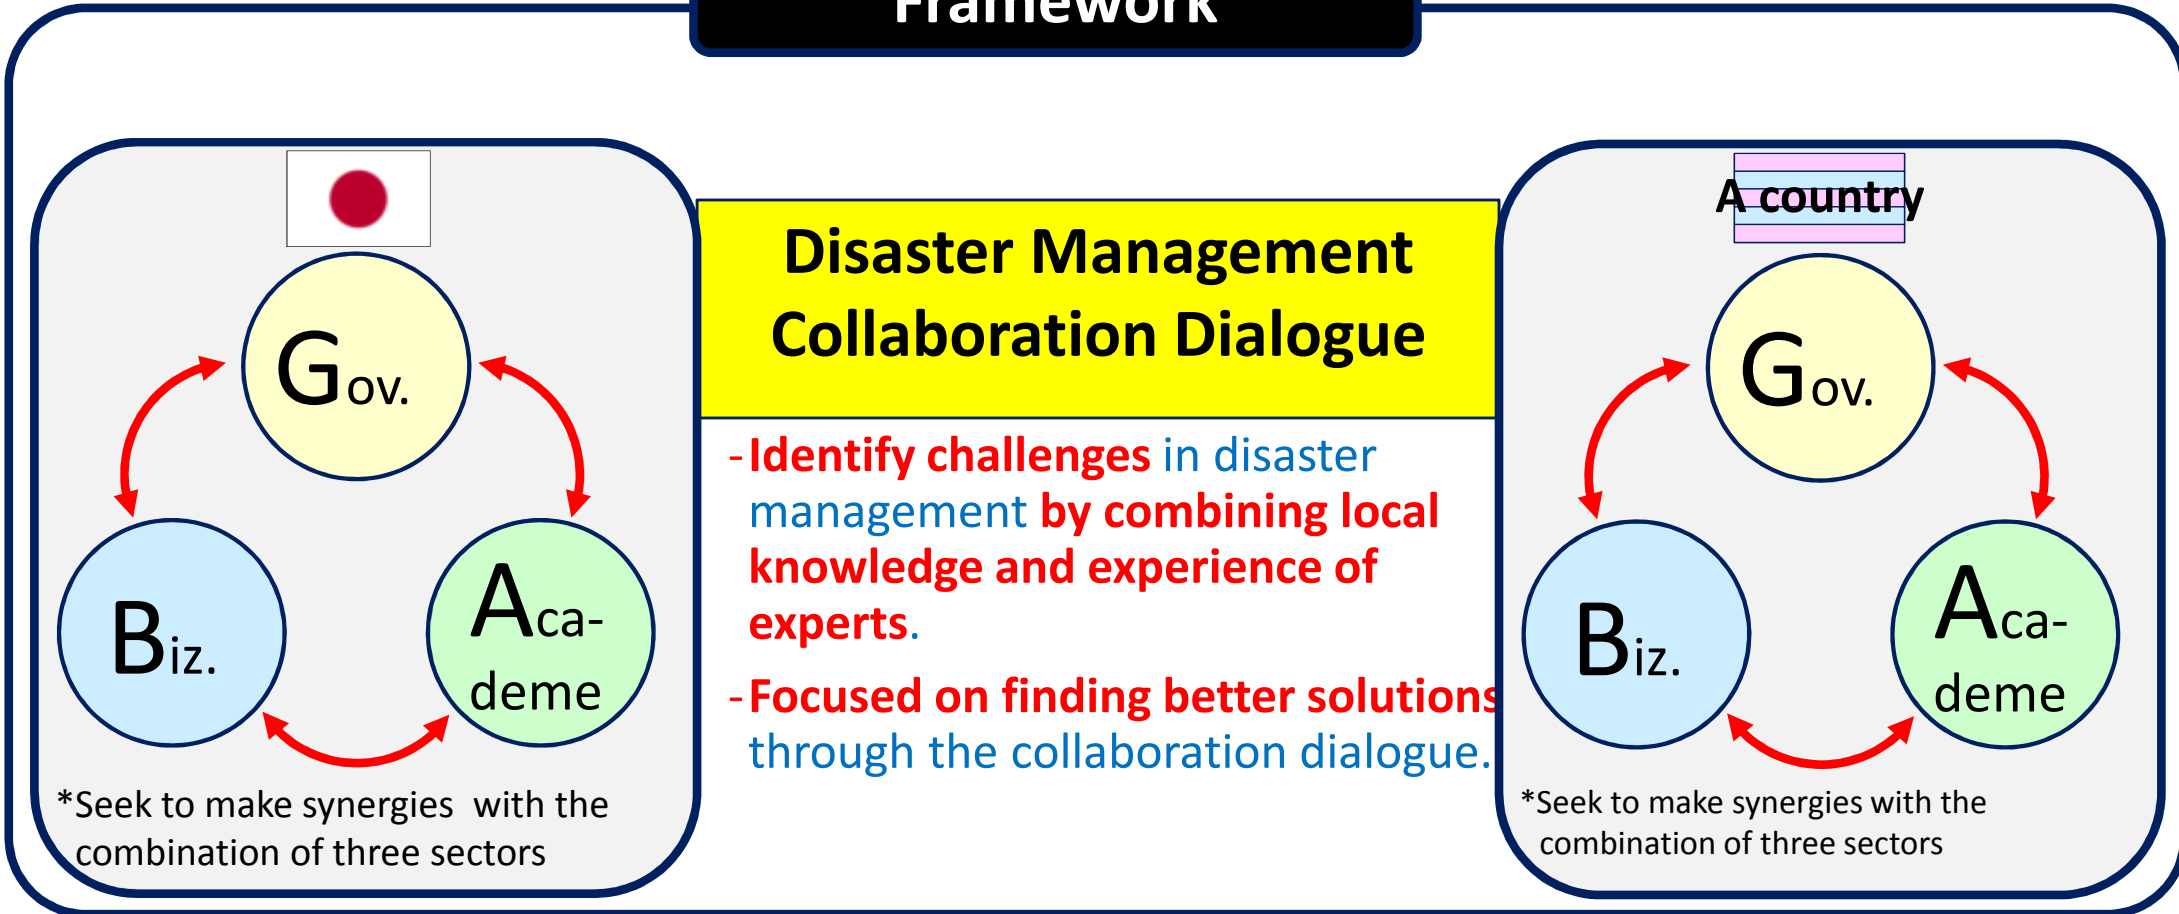 Framework
Gov.
Biz.
Aca-
deme
*Seek to make synergies with the
combination of three sectors
Disaster Management
Collaboration Dialogue
-Identify challenges in disaster
management by combining local
knowledge and experience of
experts.
-Focused on finding better solutions
through the collaboration dialogue.
A country
Gov.
Biz.
Aca-
deme
*Seek to make synergies with the
combination of three sectors